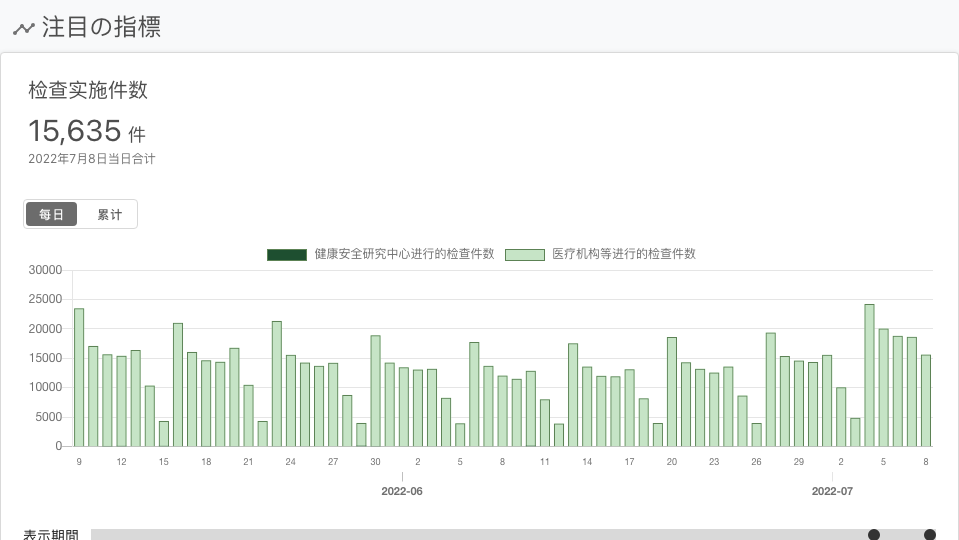 注目の指標
检查实施件数
15,635 件
2022年7月8日当日合计
每日 累计
健康安全研究中心进行的检查件数 医疗机构等进行的检查件数
30000
25000
20000
15000
10000
5000
0
9 12 15 18 21 24 27 30 2 5 8 11 14 17 20 23 26 29 2 5 8
2022-06 2022-07
表示期間